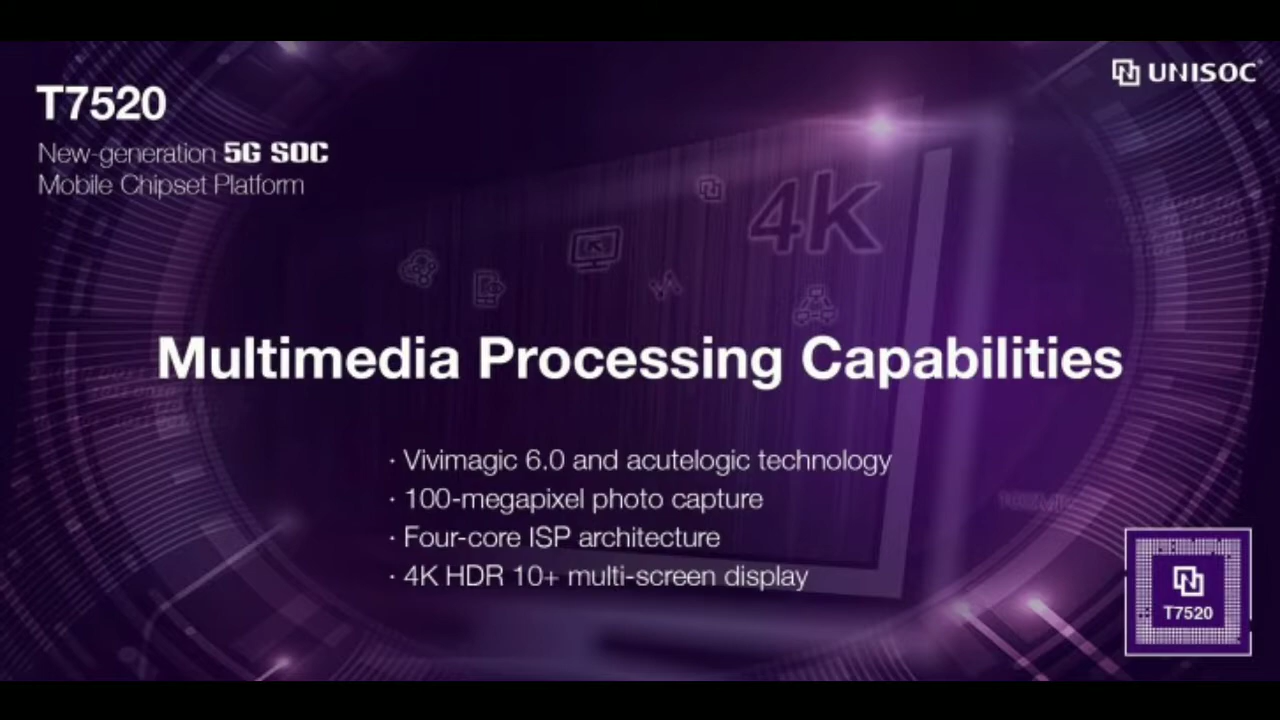 T7520
New-generation 5G SOC
Mobile Chipset Platform
UNISOC
4K
Multimedia Processing Capabilities
· Vivimagic 6.0 and acutelogic technology
· 100-megapixel photo capture
· Four-core ISP architecture
· 4K HDR 10+ multi-screen display
T7520